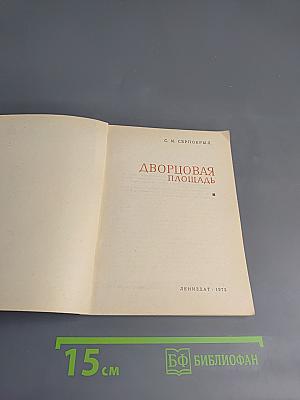 С. М. СЕРПОКРЫЛ
ДВОРЦОВАЯ
ПЛОЩАДЬ
ЛЕНИЗДАТ · 1973
15 см
БФ БИБЛИОФАН